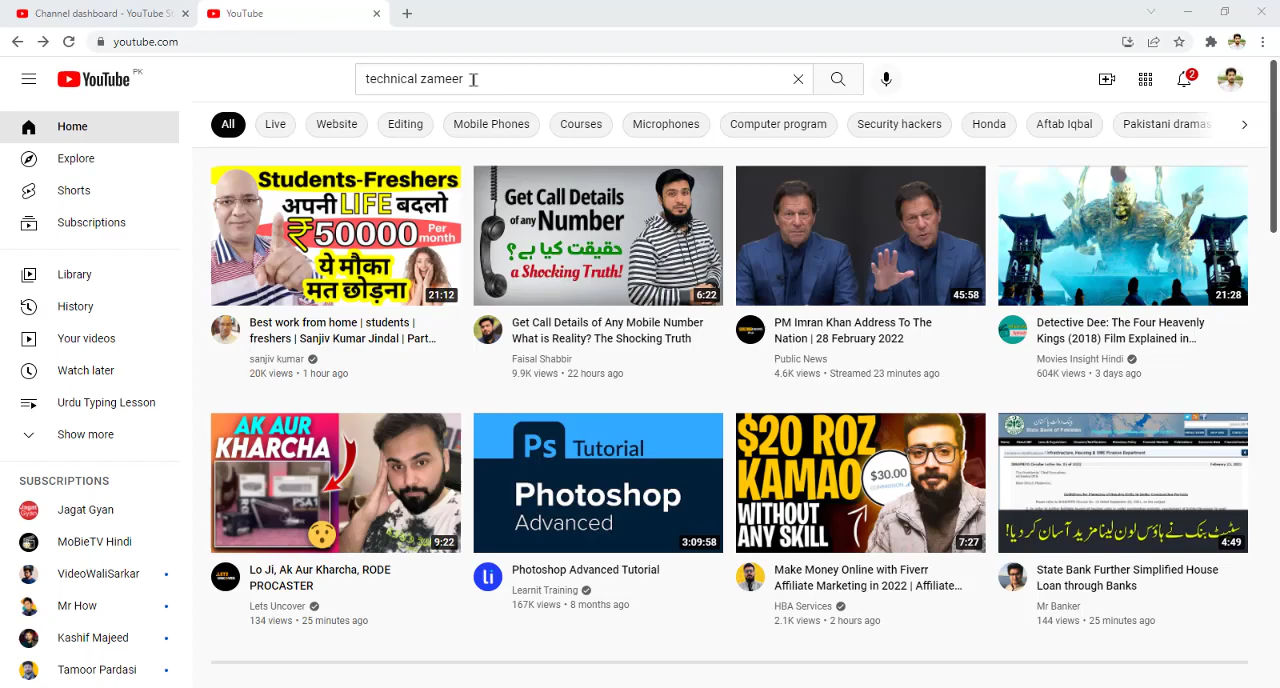 Channel dashboard - YouTube St
YouTube
youtube.com
YouTube PK
technical zameer
2
Home
Explore
Shorts
Subscriptions
Library
History
Your videos
Watch later
Urdu Typing Lesson
Show more
SUBSCRIPTIONS
Jagat Gyan
MoBieTV Hindi
VideoWaliSarkar
Mr How
Kashif Majeed
Tamoor Pardasi
All
Live
Website
Editing
Mobile Phones
Courses
Microphones
Computer program
Security hackers
Honda
Aftab Iqbal
Pakistani dramas
Students-Freshers
अपनी LIFE बदलो
₹50000 Per month
ये मौका
मत छोड़ना
21:12
Best work from home | students |
freshers | Sanjiv Kumar Jindal | Part...
sanjiv kumar
20K views • 1 hour ago
Get Call Details
of any Number
حقیقت کیا ہے؟
a Shocking Truth!
6:22
Get Call Details of Any Mobile Number
What is Reality? The Shocking Truth
Faisal Shabbir
9.9K views • 22 hours ago
45:58
PM Imran Khan Address To The
Nation | 28 February 2022
Public News
4.6K views • Streamed 23 minutes ago
21:28
Detective Dee: The Four Heavenly
Kings (2018) Film Explained in...
Movies Insight Hindi
604K views • 3 days ago
AK AUR
KHARCHA
9:22
Lo Ji, Ak Aur Kharcha, RODE
PROCASTER
Lets Uncover
134 views • 25 minutes ago
Ps Tutorial
Photoshop
Advanced
3:09:58
li
Photoshop Advanced Tutorial
Learnit Training
167K views • 8 months ago
$20 ROZ
KAMAO
WITHOUT
ANY SKILL
$30.00
7:27
Make Money Online with Fiverr
Affiliate Marketing in 2022 | Affiliate...
HBA Services
2.1K views • 2 hours ago
سٹیٹ بنک نے ہاؤس لون لینا مزید آسان کر دیا!
4:49
State Bank Further Simplified House
Loan through Banks
Mr Banker
144 views • 25 minutes ago